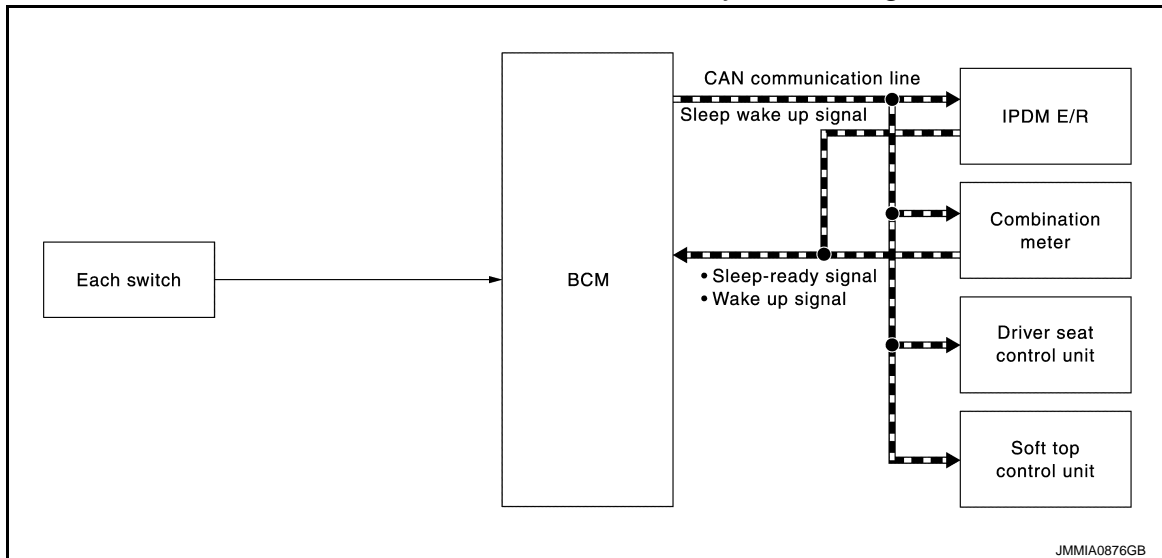 CAN communication line
Sleep wake up signal
IPDM E/R
Combination
meter
Each switch
BCM
• Sleep-ready signal
• Wake up signal
Driver seat
control unit
Soft top
control unit
JMMIA0876GB